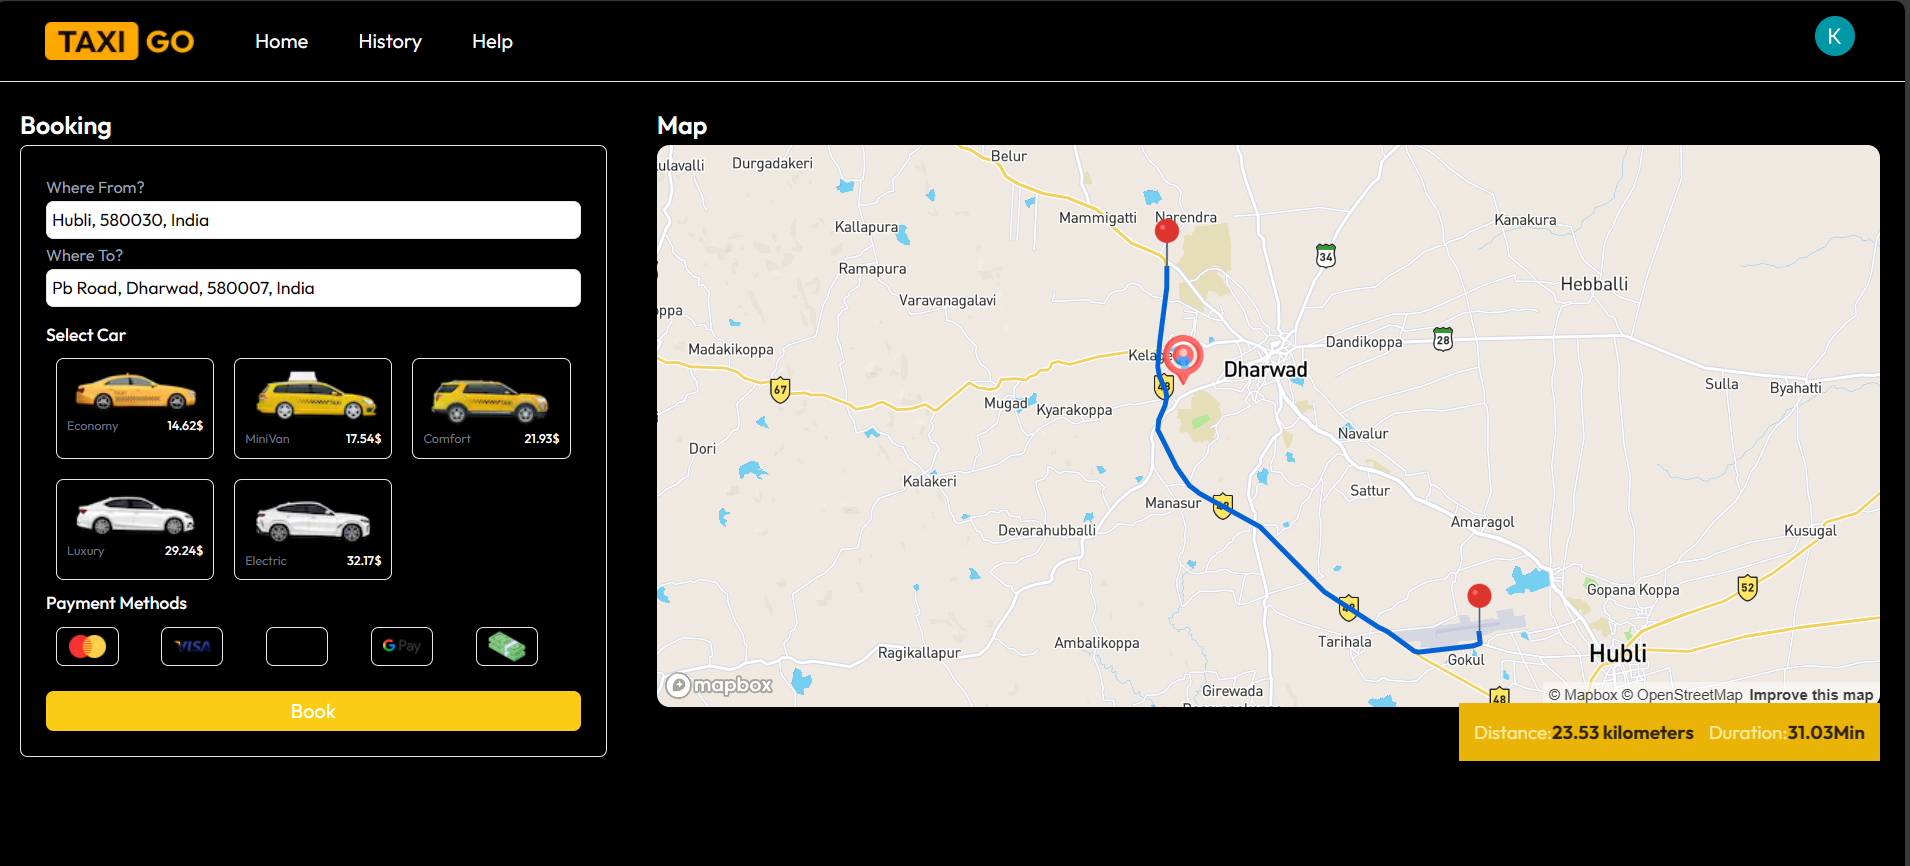 TAXI GO
Home
History
Help
K
Booking
Where From?
Hubli, 580030, India
Where To?
Pb Road, Dharwad, 580007, India
Select Car
Economy 14.62$
MiniVan 17.54$
Comfort 21.93$
Luxury 29.24$
Electric 32.17$
Payment Methods
VISA
G Pay
Book
Map
Belur
Durgadakeri
Mammigatti
Narendra
Kanakura
Kallapura
34
Ramapura
Hebballi
Varavanagalavi
Madakikoppa
Dandikoppa
28
Dharwad
67
48
Sulla
Byahatti
Mugad
Kyarakoppa
Navalur
Dori
Kalakeri
Sattur
Manasur
48
Devarahubballi
Amaragol
Kusugal
Gopana Koppa
52
48
Tarihala
Ambalikoppa
Ragikallapur
Gokul
Hubli
Girewada
48
mapbox
© Mapbox © OpenStreetMap Improve this map
Distance:23.53 kilometers Duration:31.03Min